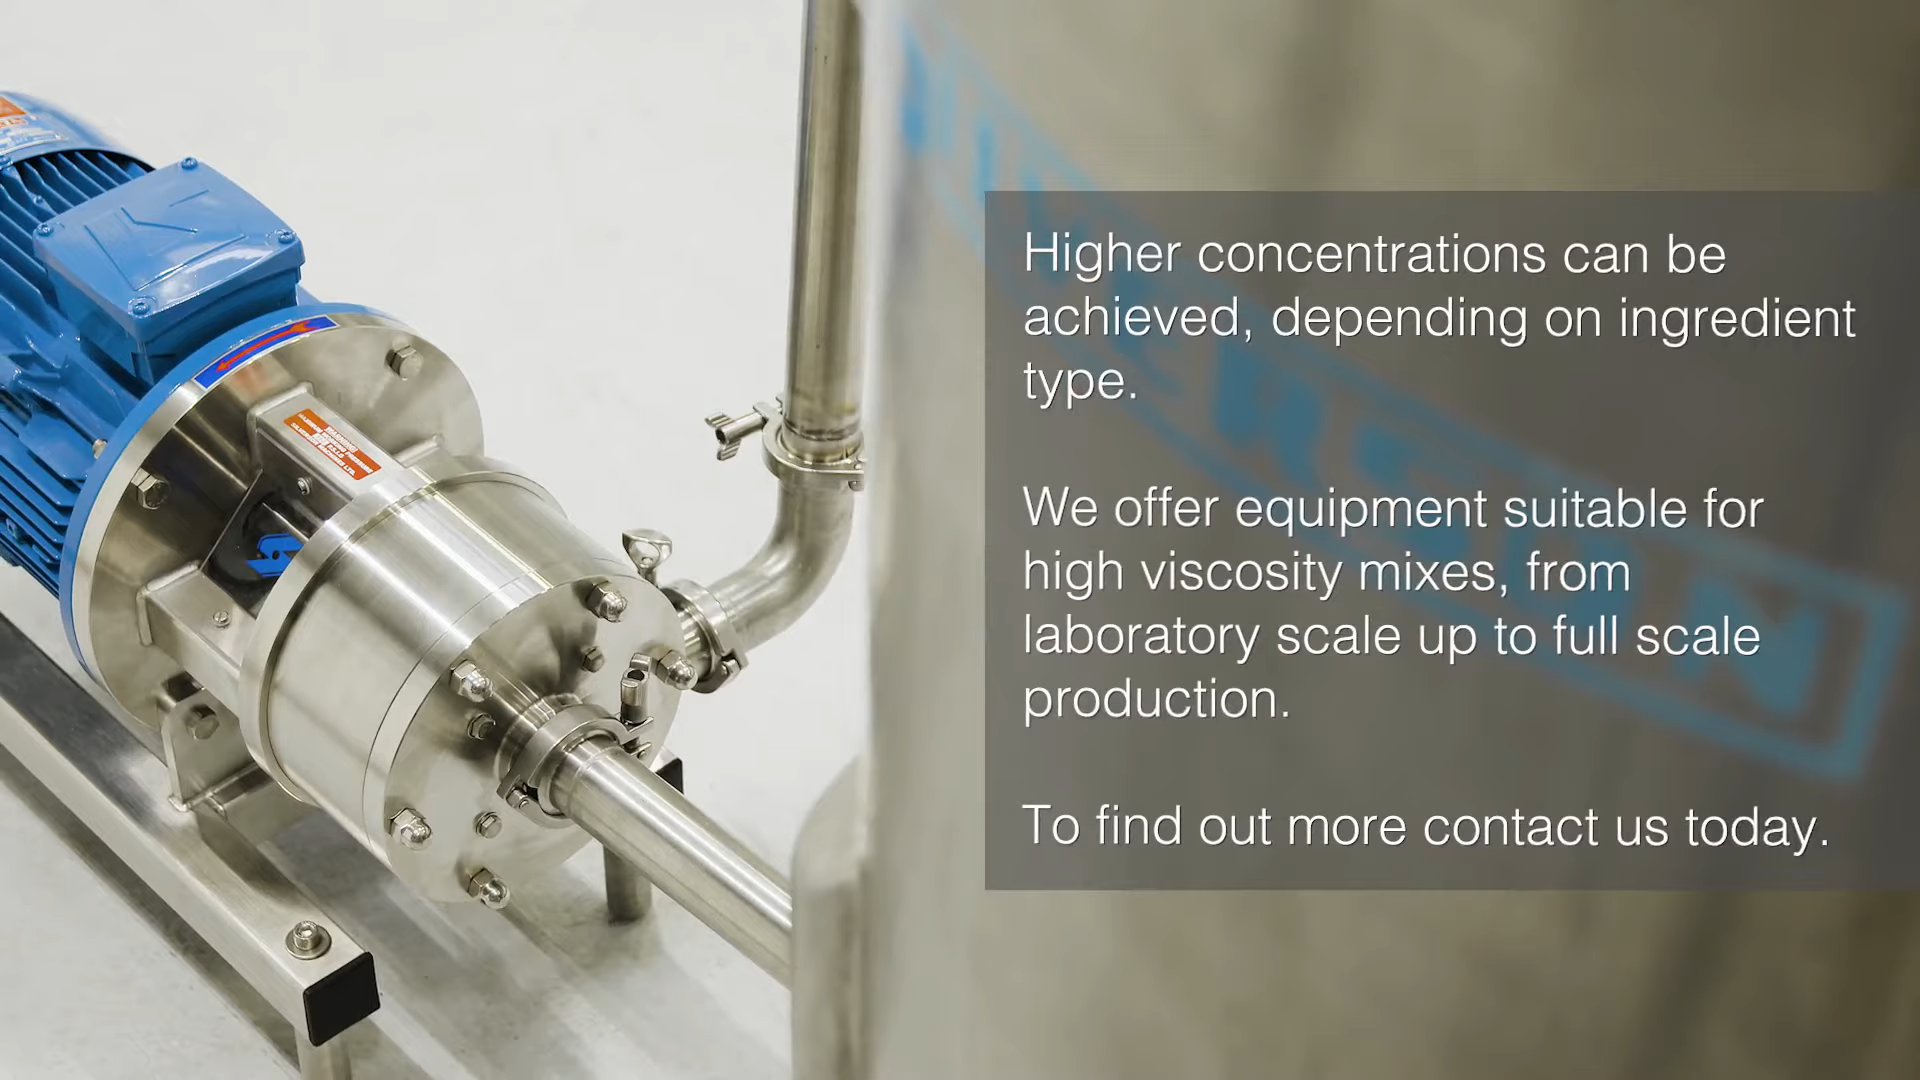 Higher concentrations can be
achieved, depending on ingredient
type.
We offer equipment suitable for
high viscosity mixes, from
laboratory scale up to full scale
production.
To find out more contact us today.
SILVERSON